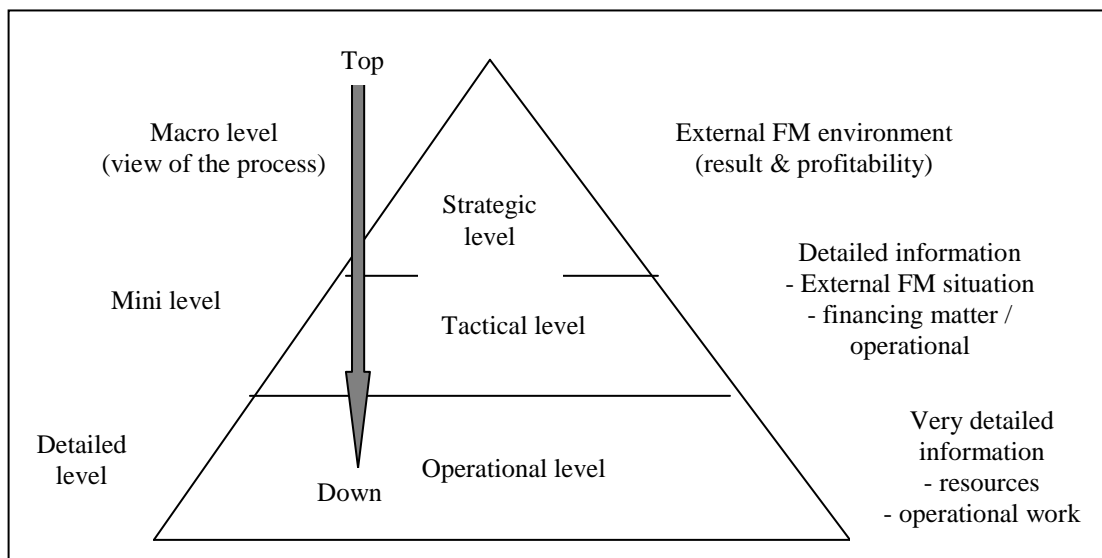 Top
Macro level
(view of the process)
External FM environment
(result & profitability)
Strategic
level
Mini level
Detailed information
- External FM situation
- financing matter /
operational
Tactical level
Detailed
level
Operational level
Very detailed
information
- resources
- operational work
Down